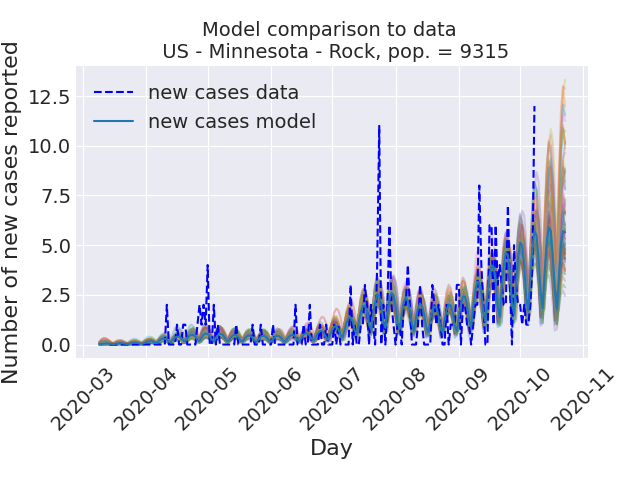 Model comparison to data
US - Minnesota - Rock, pop. = 9315
Number of new cases reported
12.5
10.0
7.5
5.0
2.5
0.0
new cases data
new cases model
2020-03
2020-04
2020-05
2020-06
2020-07
2020-08
2020-09
2020-10
2020-11
Day